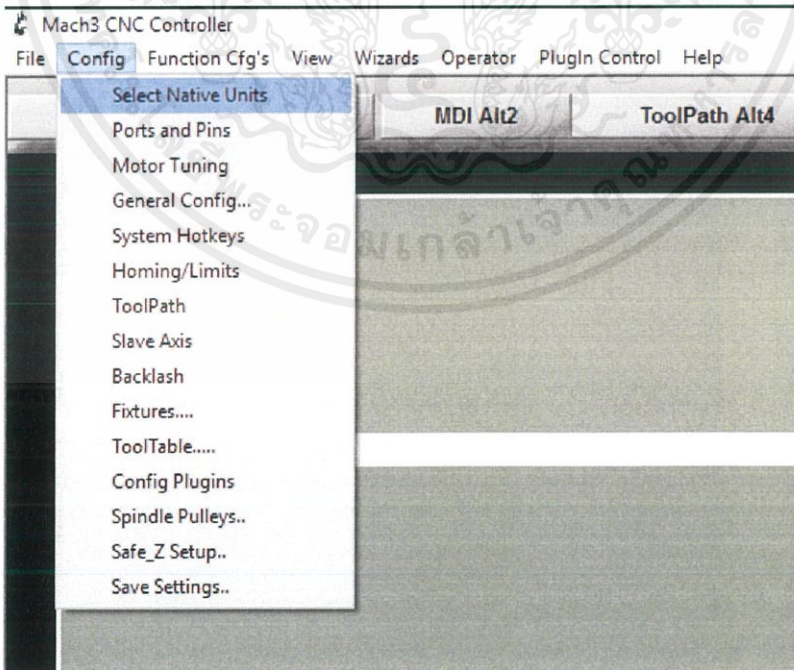 Mach3 CNC Controller
File Config Function Cfg's View Wizards Operator PlugIn Control Help
Select Native Units
MDI Alt2 ToolPath Alt4
Ports and Pins
Motor Tuning
General Config...
System Hotkeys
Homing/Limits
ToolPath
Slave Axis
Backlash
Fixtures....
ToolTable.....
Config Plugins
Spindle Pulleys..
Safe_Z Setup..
Save Settings..